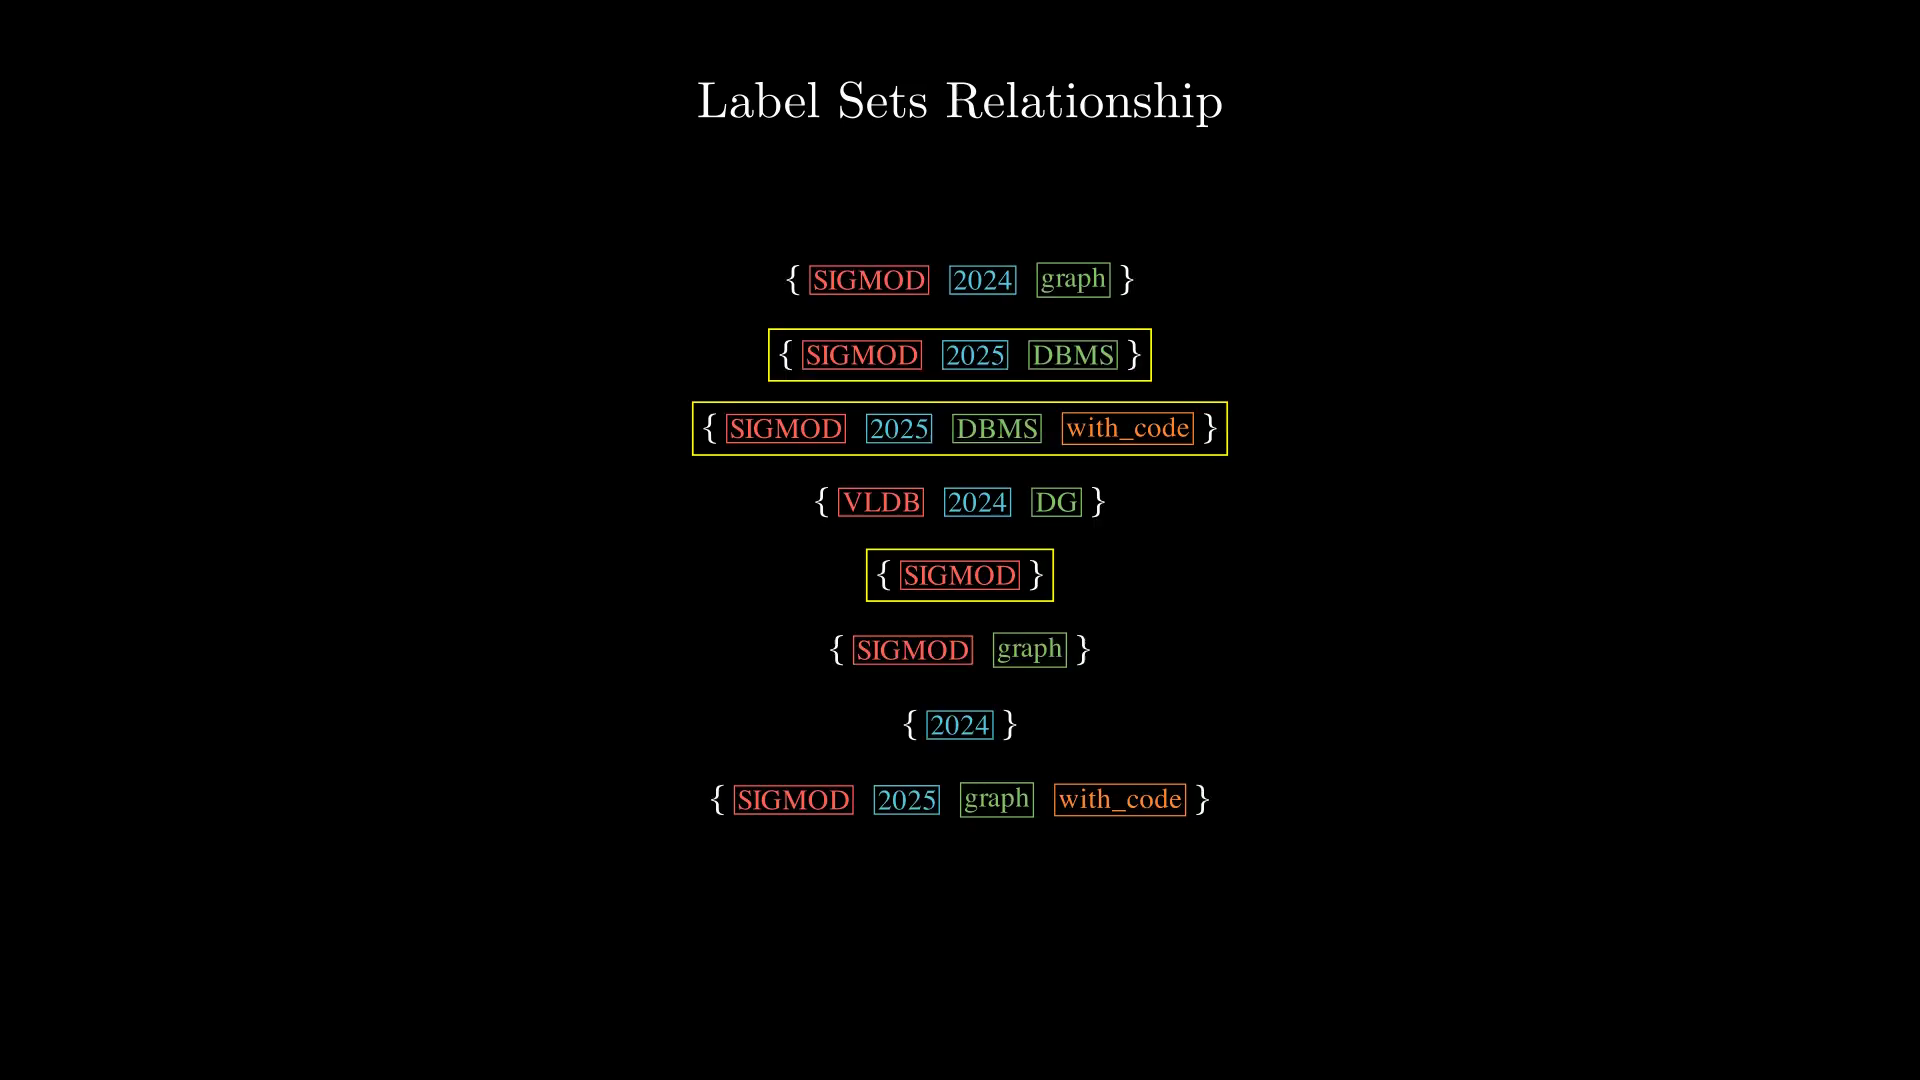 Label Sets Relationship
{ SIGMOD 2024 graph }
{ SIGMOD 2025 DBMS }
{ SIGMOD 2025 DBMS with_code }
{ VLDB 2024 DG }
{ SIGMOD }
{ SIGMOD graph }
{ 2024 }
{ SIGMOD 2025 graph with_code }